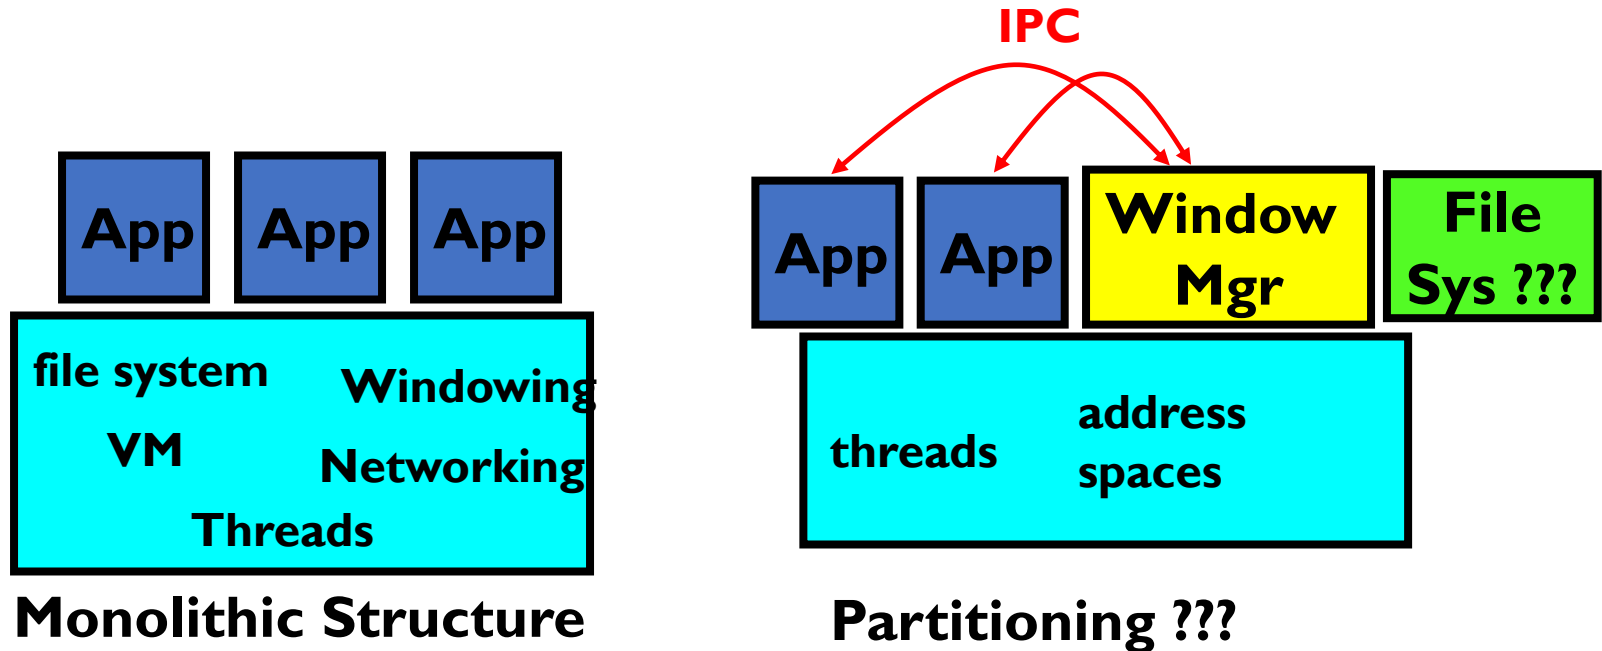 IPC
App
App
App
file system
Windowing
VM
Networking
Threads
Monolithic Structure
App
App
Window
Mgr
File
Sys ???
threads
address
spaces
Partitioning ???